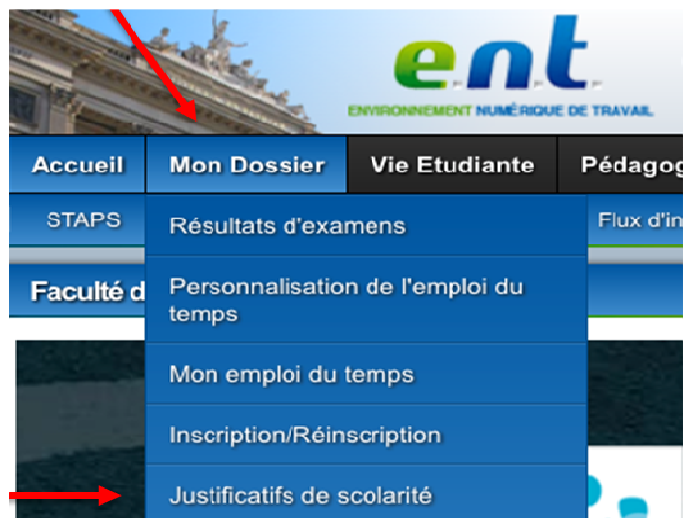 e.n.t.
ENVIRONNEMENT NUMÉRIQUE DE TRAVAIL
Accueil Mon Dossier Vie Etudiante Pédagog
STAPS Flux d'in
Faculté d
Résultats d'examens
Personnalisation de l'emploi du
temps
Mon emploi du temps
Inscription/Réinscription
Justificatifs de scolarité